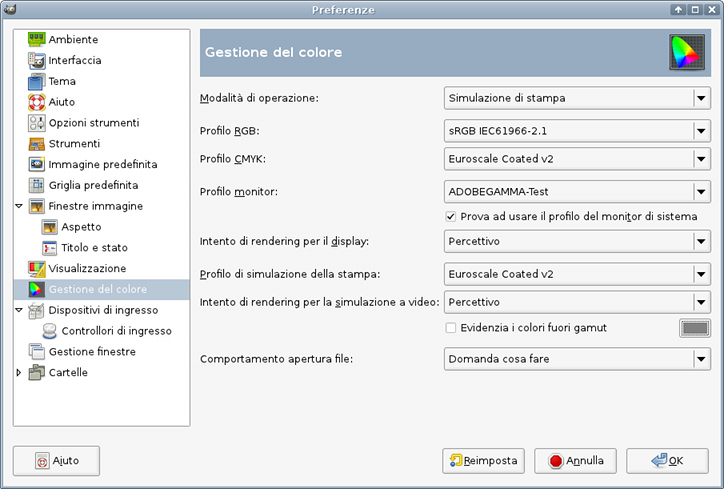 Preferenze
Ambiente
Interfaccia
Tema
Aiuto
Opzioni strumenti
Strumenti
Immagine predefinita
Griglia predefinita
Finestre immagine
Aspetto
Titolo e stato
Visualizzazione
Gestione del colore
Dispositivi di ingresso
Controllori di ingresso
Gestione finestre
Cartelle
Gestione del colore
Modalità di operazione: Simulazione di stampa
Profilo RGB: sRGB IEC61966-2.1
Profilo CMYK: Euroscale Coated v2
Profilo monitor: ADOBEGAMMA-Test
Prova ad usare il profilo del monitor di sistema
Intento di rendering per il display: Percettivo
Profilo di simulazione della stampa: Euroscale Coated v2
Intento di rendering per la simulazione a video: Percettivo
Evidenzia i colori fuori gamut
Comportamento apertura file: Domanda cosa fare
Aiuto Reimposta Annulla OK